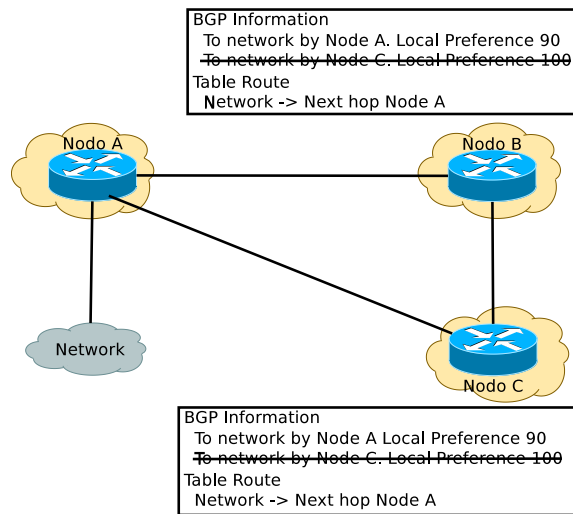 BGP Information
To network by Node A. Local Preference 90
To network by Node C. Local Preference 100
Table Route
Network -> Next hop Node A
Nodo A
Nodo B
Network
Nodo C
BGP Information
To network by Node A Local Preference 90
To network by Node C. Local Preference 100
Table Route
Network -> Next hop Node A